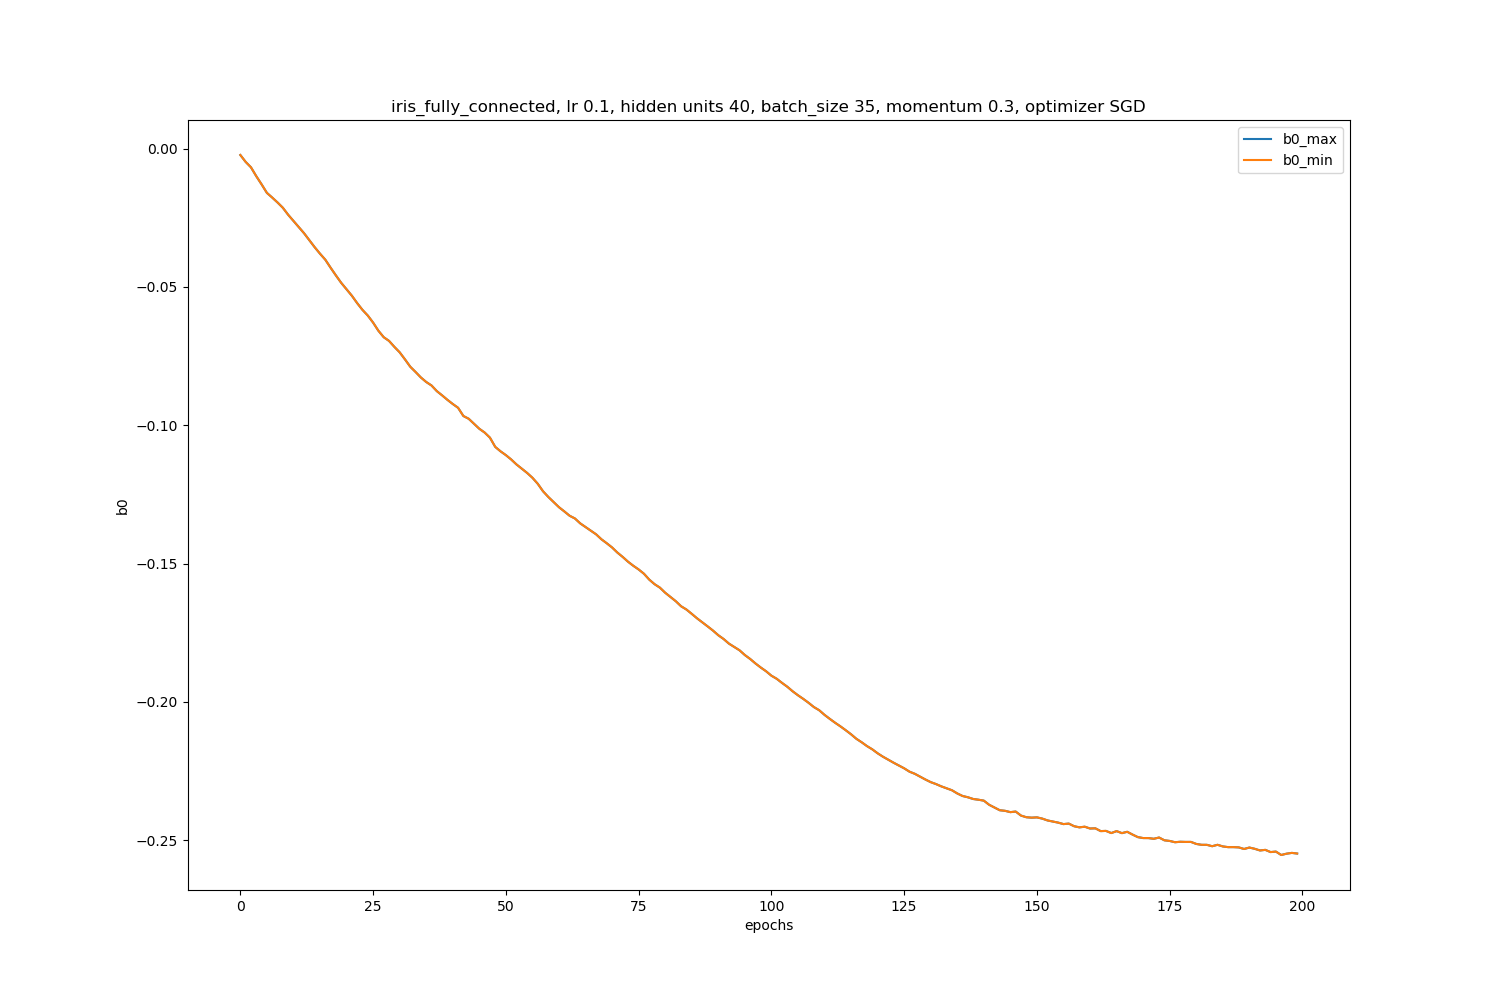 iris_fully_connected, lr 0.1, hidden units 40, batch_size 35, momentum 0.3, optimizer SGD
b0_max
b0_min
0.00
−0.05
−0.10
−0.15
−0.20
−0.25
b0
0 25 50 75 100 125 150 175 200
epochs